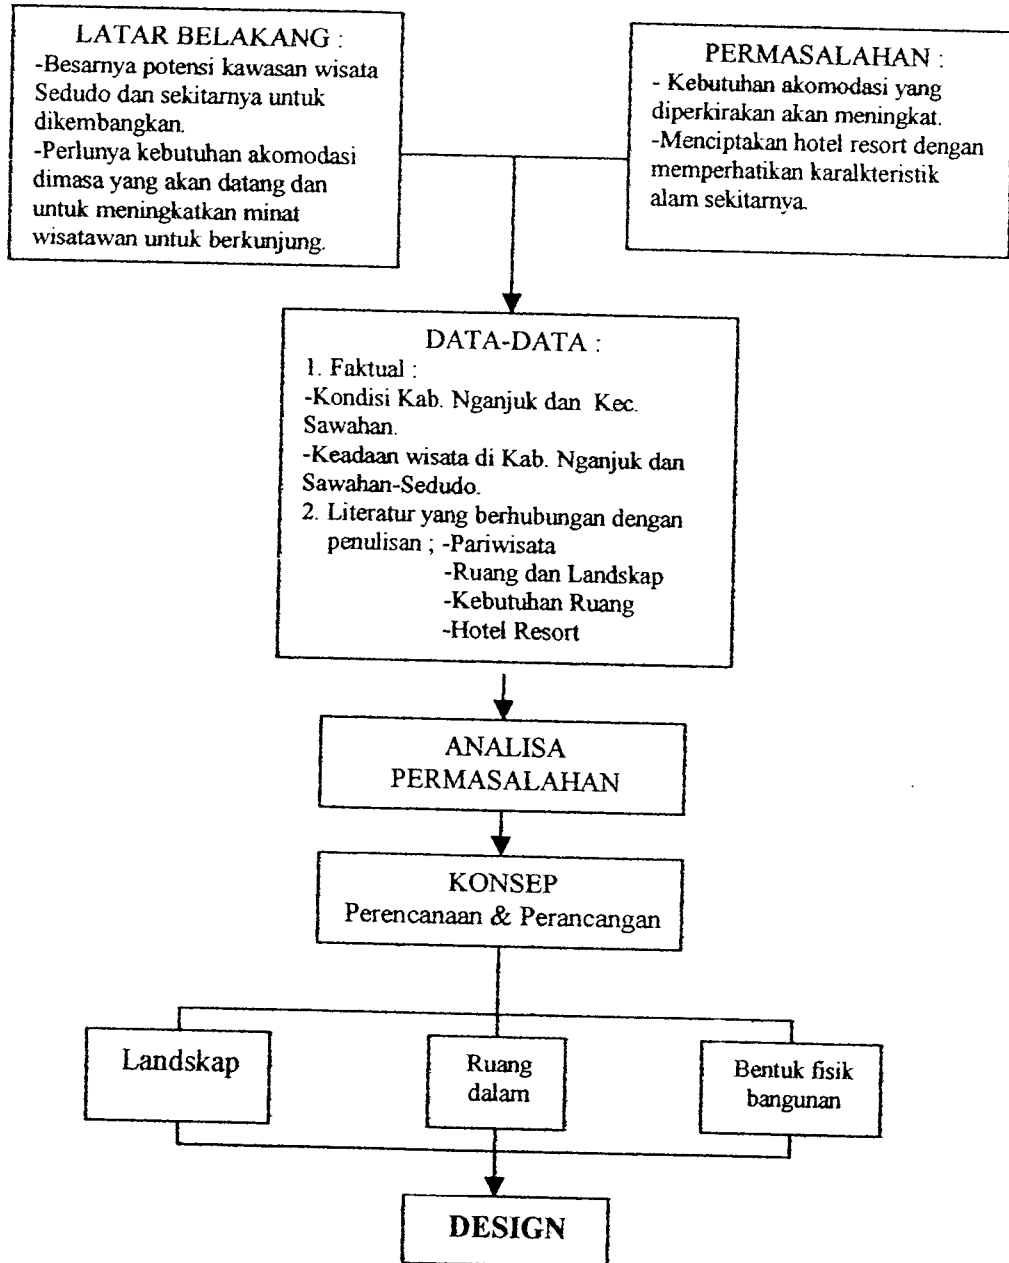 LATAR BELAKANG :
-Besarnya potensi kawasan wisata
Sedudo dan sekitarnya untuk
dikembangkan.
-Perlunya kebutuhan akomodasi
dimasa yang akan datang dan
untuk meningkatkan minat
wisatawan untuk berkunjung.
PERMASALAHAN :
- Kebutuhan akomodasi yang
diperkirakan akan meningkat.
-Menciptakan hotel resort dengan
memperhatikan karalkteristik
alam sekitarnya.
DATA-DATA :
1. Faktual :
-Kondisi Kab. Nganjuk dan Kec.
Sawahan.
-Keadaan wisata di Kab. Nganjuk dan
Sawahan-Sedudo.
2. Literatur yang berhubungan dengan
penulisan ; -Pariwisata
-Ruang dan Landskap
-Kebutuhan Ruang
-Hotel Resort
ANALISA
PERMASALAHAN
KONSEP
Perencanaan & Perancangan
Landskap
Ruang
dalam
Bentuk fisik
bangunan
DESIGN